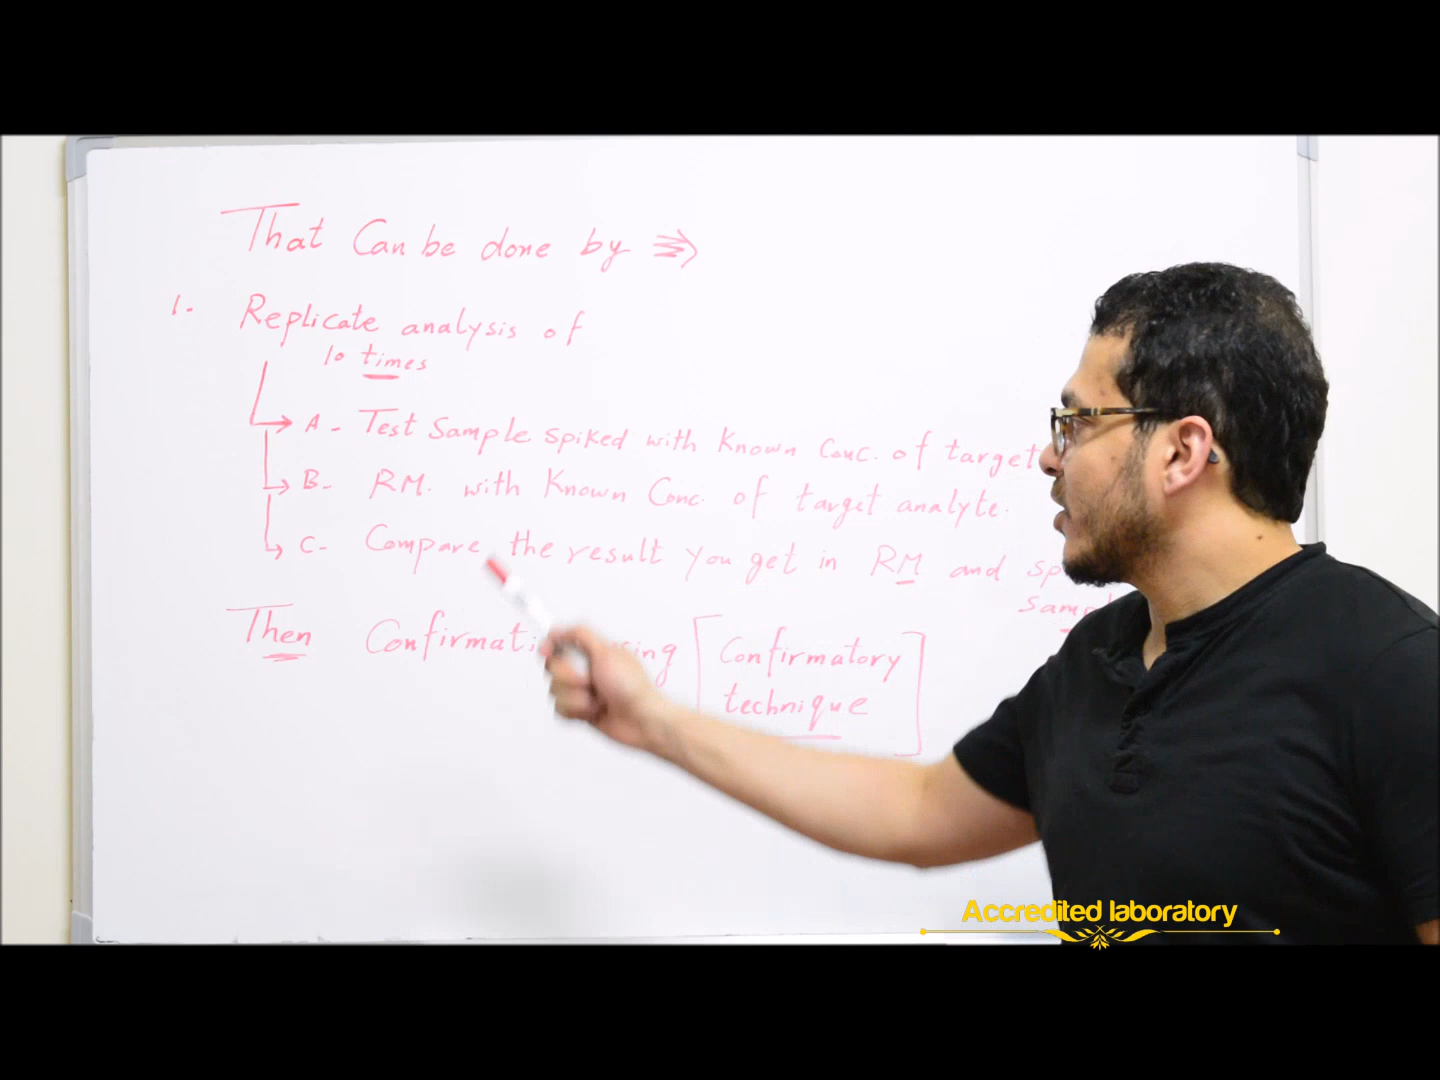 That Can be done by
1. Replicate analysis of
10 times
A - Test Sample spiked with Known Conc. of target
B- RM. with Known Conc. of target analyte.
C- Compare the result you get in RM and
Then Confirmation using [Confirmatory
technique]
Accredited laboratory